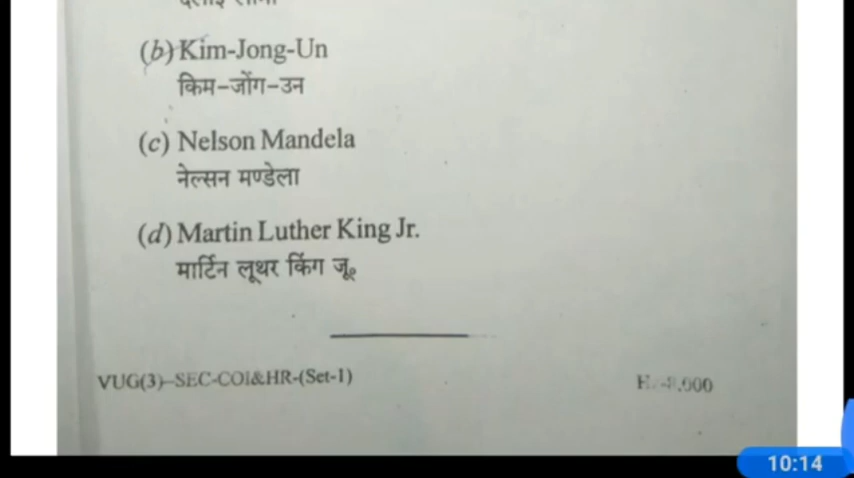 (b) Kim-Jong-Un
किम-जोंग-उन
(c) Nelson Mandela
नेल्सन मण्डेला
(d) Martin Luther King Jr.
मार्टिन लूथर किंग जू॰
VUG(3)-SEC-COI&HR-(Set-1)
10:14